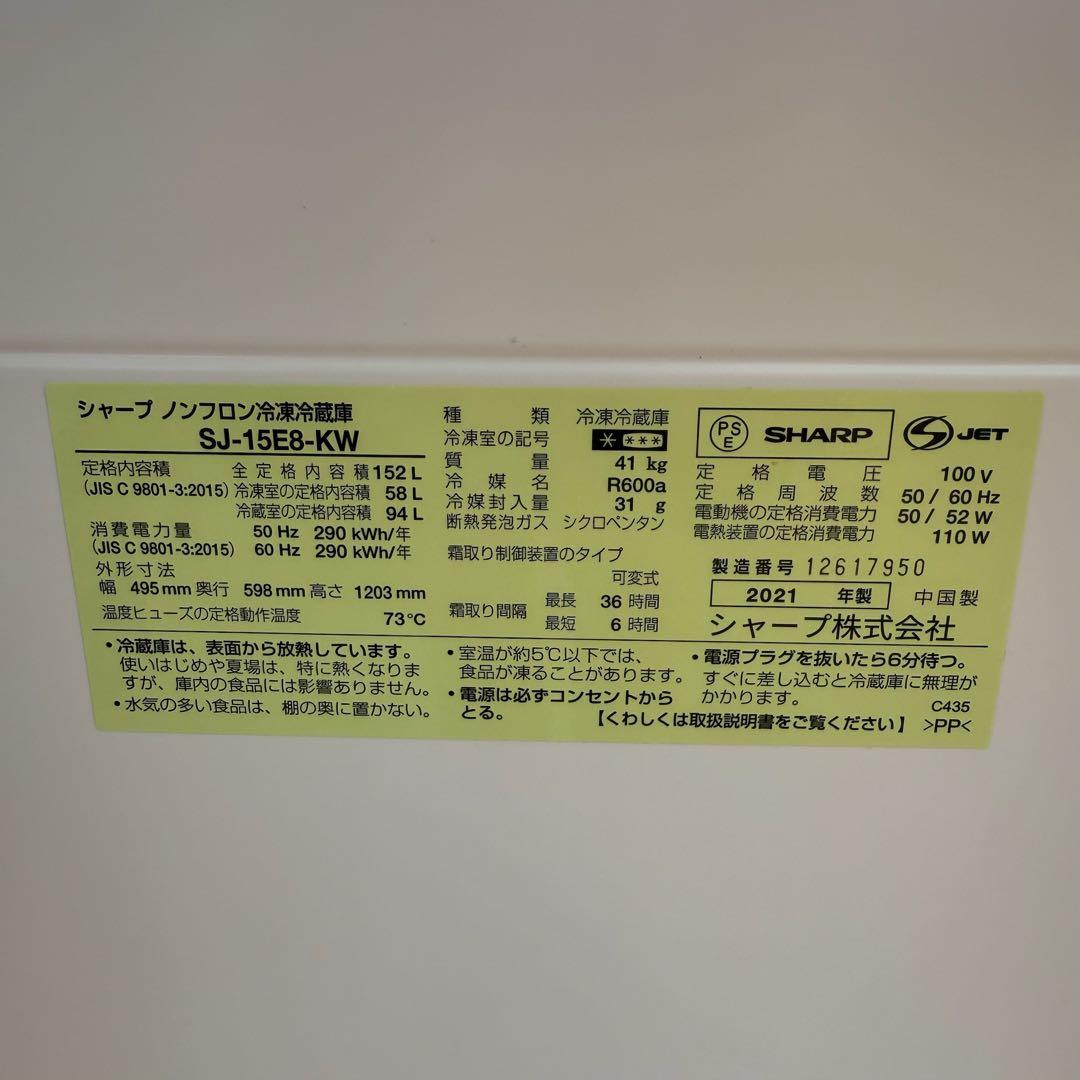 シャープ ノンフロン冷凍冷蔵庫
SJ-15E8-KW
定格内容積 全定格内容積 152 L
(JIS C 9801-3:2015) 冷凍室の定格内容積 58 L
冷蔵室の定格内容積 94 L
消費電力量 50 Hz 290 kWh/年
(JIS C 9801-3:2015) 60 Hz 290 kWh/年
外形寸法
幅 495 mm 奥行 598 mm 高さ 1203 mm
温度ヒューズの定格動作温度 73℃
種類 冷凍冷蔵庫
冷凍室の記号 * ***
質量 41 kg
冷媒名 R600a
冷媒封入量 31 g
断熱発泡ガス シクロペンタン
霜取り制御装置のタイプ
可変式
霜取り間隔 最長 36 時間
最短 6 時間
PSE SHARP JET
定格電圧 100 V
定格周波数 50 / 60 Hz
電動機の定格消費電力 50 / 52 W
電熱装置の定格消費電力 110 W
製造番号 12617950
2021 年製 中国製
シャープ株式会社
・冷蔵庫は、表面から放熱しています。
使いはじめや夏場は、特に熱くなりま
すが、庫内の食品には影響ありません。
・水気の多い食品は、棚の奥に置かない。
・室温が約5℃以下では、
食品が凍ることがあります。
・電源は必ずコンセントから
とる。
・電源プラグを抜いたら6分待つ。
すぐに差し込むと冷蔵庫に無理が
かかります。
C435
【くわしくは取扱説明書をご覧ください】 >PP<